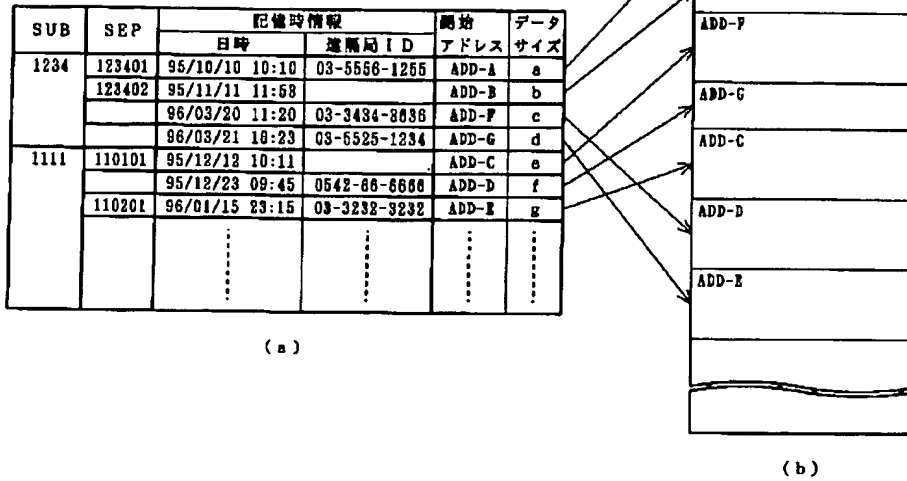 SUB SEP 記憶時情報 開始アドレス データサイズ
日時 遠隔局ID
1234 123401 95/10/10 10:10 03-5556-1255 ADD-A a
123402 95/11/11 11:58 ADD-B b
96/03/20 11:20 03-3434-3636 ADD-F c
96/03/21 18:23 03-5525-1234 ADD-G d
1111 110101 95/12/12 10:11 ADD-C e
95/12/23 09:45 0542-66-6666 ADD-D f
110201 96/01/15 23:15 03-3232-3232 ADD-E g
(a)
ADD-F
ADD-G
ADD-C
ADD-D
ADD-E
(b)